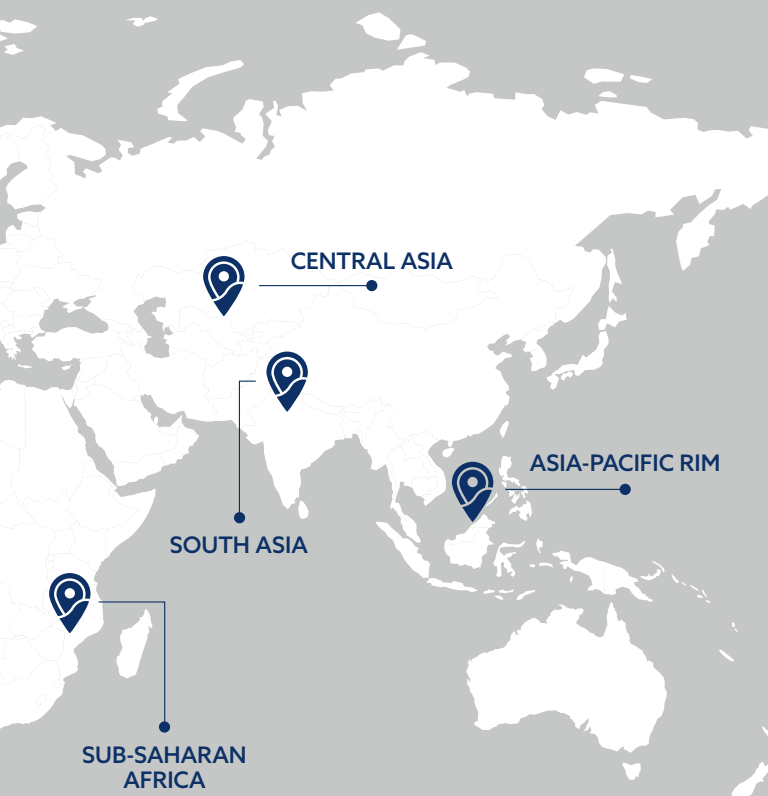 CENTRAL ASIA
ASIA-PACIFIC RIM
SOUTH ASIA
SUB-SAHARAN
AFRICA